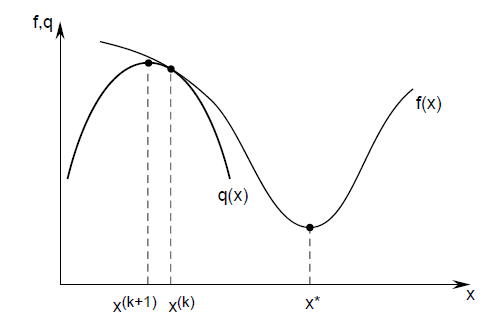 f,q
f(x)
q(x)
x(k+1) x(k) x*
x